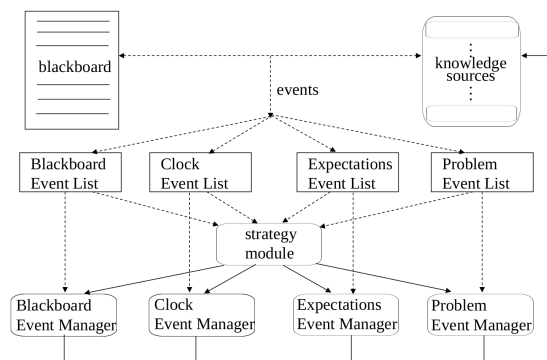 blackboard
knowledge
sources
events
Blackboard
Event List
Clock
Event List
Expectations
Event List
Problem
Event List
strategy
module
Blackboard
Event Manager
Clock
Event Manager
Expectations
Event Manager
Problem
Event Manager